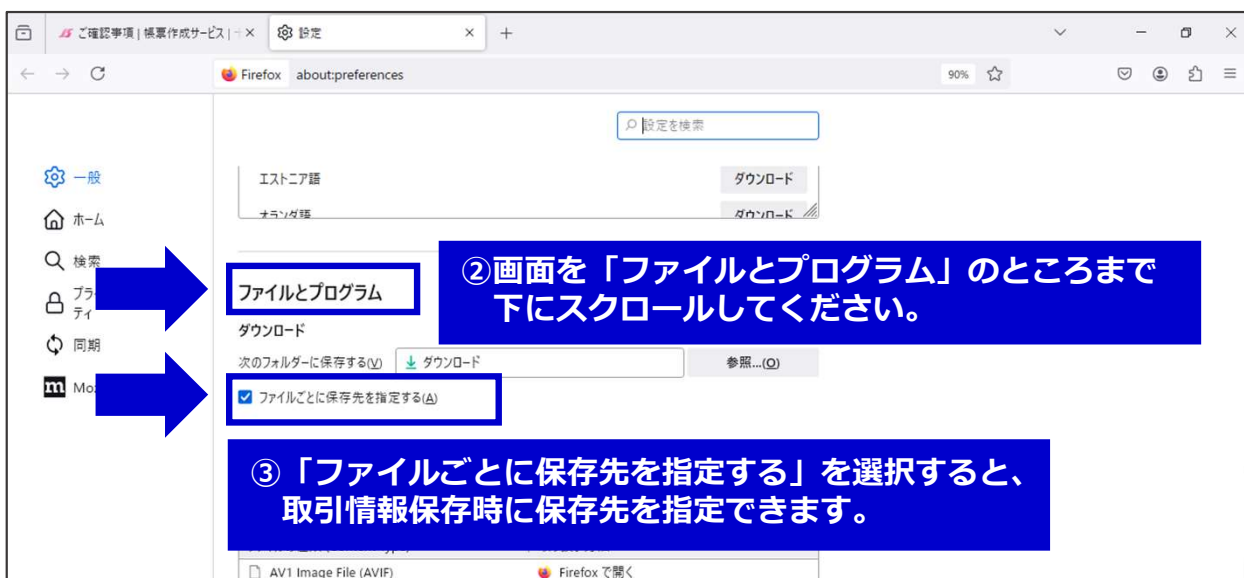 ご確認事項 | 帳票作成サービス |
設定
Firefox about:preferences
90%
設定を検索
一般
エストニア語 ダウンロード
ホーム
オランダ語 ダウンロード
検索
②画面を「ファイルとプログラム」のところまで
下にスクロールしてください。
ファイルとプログラム
ティ
ダウンロード
同期
次のフォルダーに保存する(V) ダウンロード 参照...(O)
m
ファイルごとに保存先を指定する(A)
③「ファイルごとに保存先を指定する」を選択すると、
取引情報保存時に保存先を指定できます。
AV1 Image File (AVIF) Firefox で開く